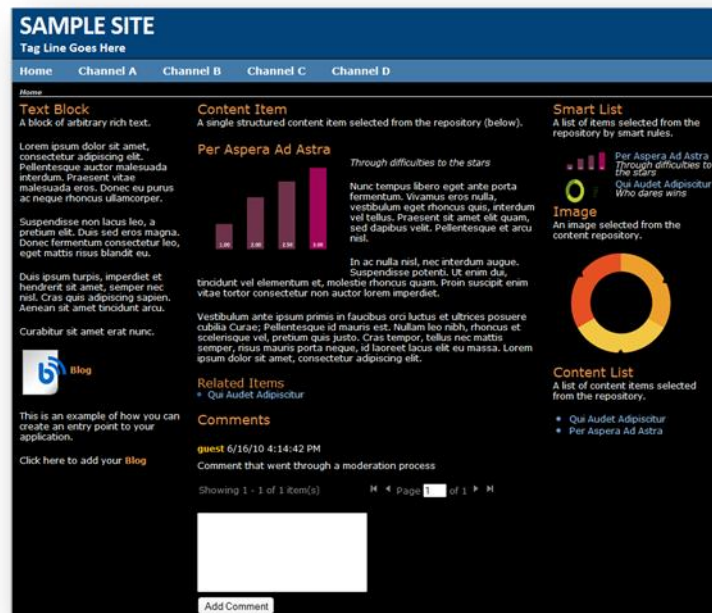 SAMPLE SITE
Tag Line Goes Here
Home Channel A Channel B Channel C Channel D
Home
Text Block
A block of arbitrary rich text.
Lorem ipsum dolor sit amet,
consectetur adipiscing elit.
Pellentesque auctor malesuada
interdum. Praesent vitae
malesuada eros. Donec eu purus
ac neque rhoncus ullamcorper.
Suspendisse non lacus leo, a
pretium elit. Duis sed eros magna.
Donec fermentum consectetur leo,
eget mattis risus blandit eu.
Duis ipsum turpis, imperdiet et
hendrerit sit amet, semper nec
nisl. Cras quis adipiscing sapien.
Aenean sit amet tincidunt arcu.
Curabitur sit amet erat nunc.
Blog
This is an example of how you can
create an entry point to your
application.
Click here to add your Blog
Content Item
A single structured content item selected from the repository (below).
Per Aspera Ad Astra
1.00 2.00 2.50 3.00
Through difficulties to the stars
Nunc tempus libero eget ante porta
fermentum. Vivamus eros nulla,
vestibulum eget rhoncus quis, interdum
vel tellus. Praesent sit amet elit quam,
sed dapibus velit. Pellentesque et arcu
nisl.
In ac nulla nisl, nec interdum augue.
Suspendisse potenti. Ut enim dui,
tincidunt vel elementum et, molestie rhoncus quam. Proin suscipit enim
vitae tortor consectetur non auctor lorem imperdiet.
Vestibulum ante ipsum primis in faucibus orci luctus et ultrices posuere
cubilia Curae; Pellentesque id mauris est. Nullam leo nibh, rhoncus et
scelerisque vel, pretium quis justo. Cras tempor, tellus nec mattis
semper, risus mauris porta neque, id laoreet lacus elit eu massa. Lorem
ipsum dolor sit amet, consectetur adipiscing elit.
Related Items
Qui Audet Adipiscitur
Comments
guest 6/16/10 4:14:42 PM
Comment that went through a moderation process
Showing 1 - 1 of 1 item(s) Page 1 of 1
Add Comment
Smart List
A list of items selected from the
repository by smart rules.
Per Aspera Ad Astra
Through difficulties to
the stars
Qui Audet Adipiscitur
Who dares wins
Image
An image selected from the
content repository.
Content List
A list of content items selected
from the repository.
Qui Audet Adipiscitur
Per Aspera Ad Astra